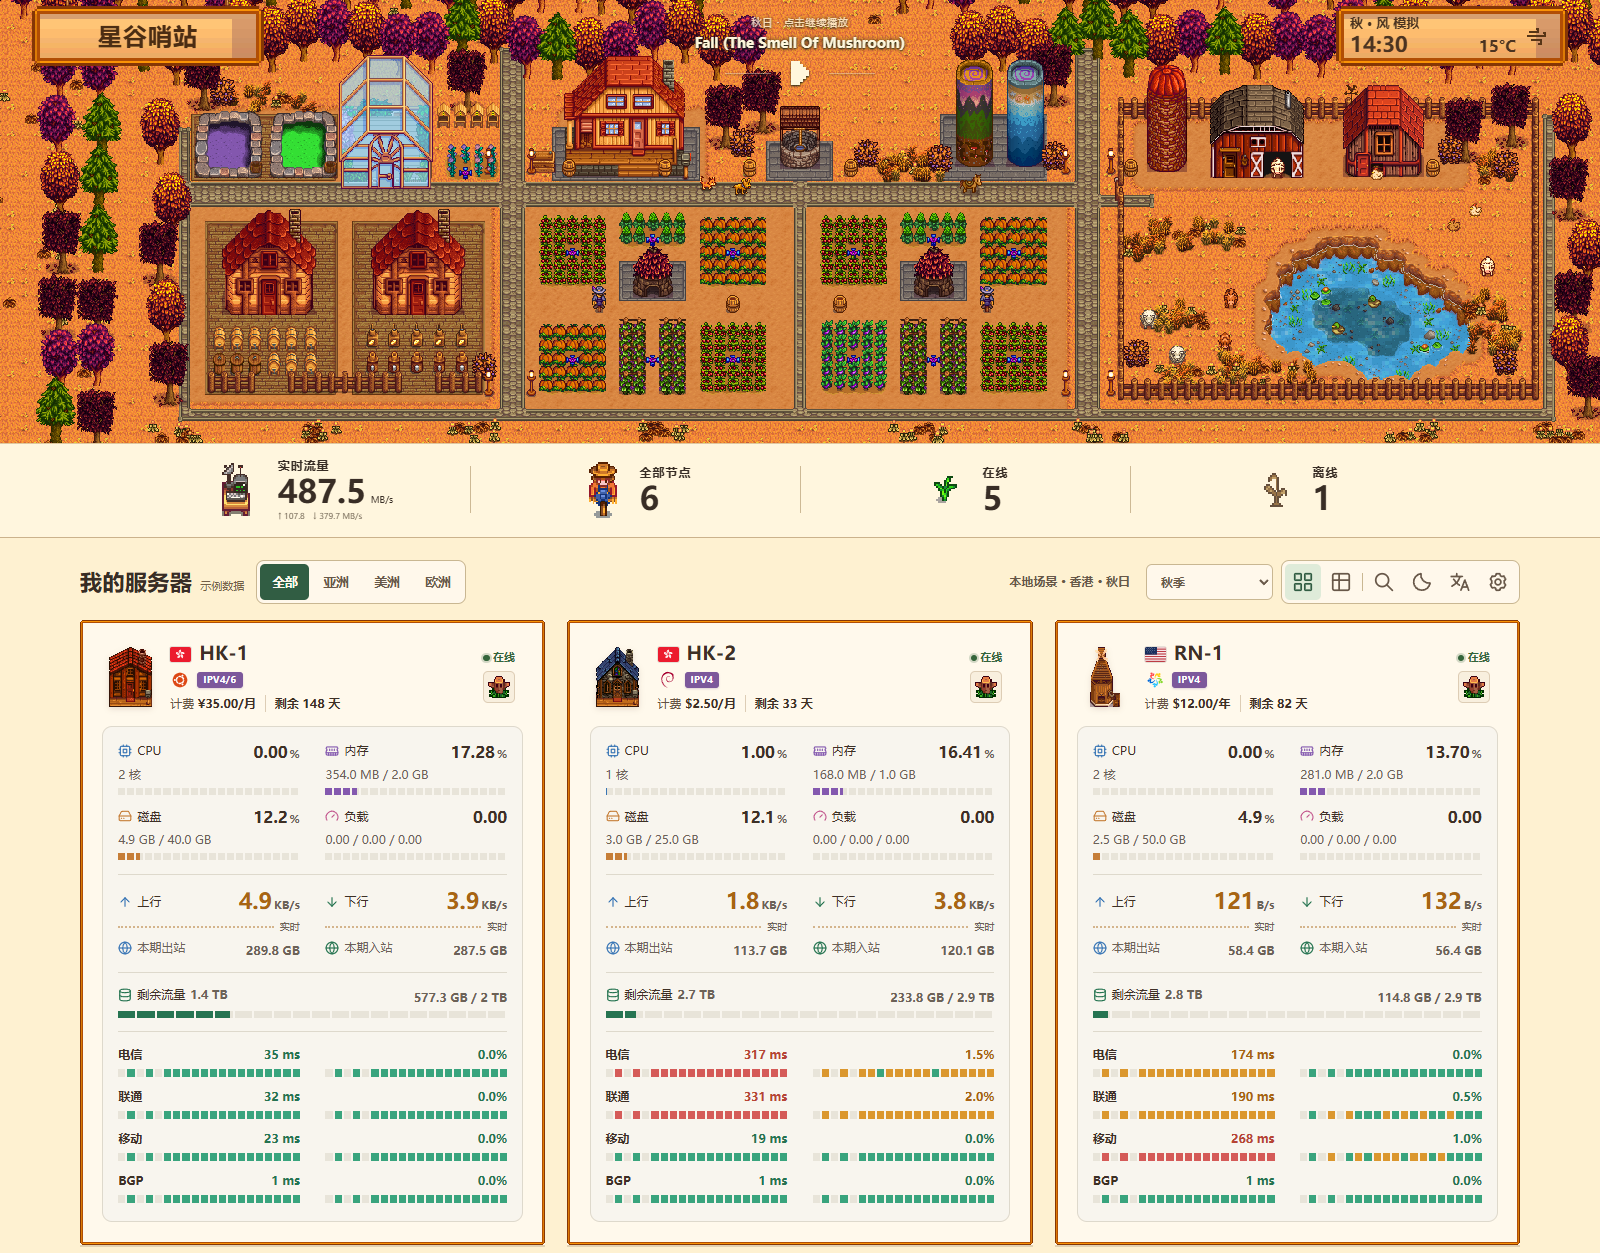 星谷哨站
秋日 · 点击继续播放
Fall (The Smell Of Mushroom)
秋 • 风 模拟
14:30
15°C
实时流量
487.5 MB/s
↑ 107.8 ↓ 379.7 MB/s
全部节点
6
在线
5
离线
1
我的服务器 示例数据
全部 亚洲 美洲 欧洲
本地场景 • 香港 • 秋日
秋季
HK-1
在线
IPV4/6
计费 ¥35.00/月 剩余 148 天
CPU 0.00 %
2 核
内存 17.28 %
354.0 MB / 2.0 GB
磁盘 12.2 %
4.9 GB / 40.0 GB
负载 0.00
0.00 / 0.00 / 0.00
上行 4.9 KB/s
实时
下行 3.9 KB/s
实时
本期出站 289.8 GB
本期入站 287.5 GB
剩余流量 1.4 TB 577.3 GB / 2 TB
电信 35 ms 0.0%
联通 32 ms 0.0%
移动 23 ms 0.0%
BGP 1 ms 0.0%
HK-2
在线
IPV4
计费 $2.50/月 剩余 33 天
CPU 1.00 %
1 核
内存 16.41 %
168.0 MB / 1.0 GB
磁盘 12.1 %
3.0 GB / 25.0 GB
负载 0.00
0.00 / 0.00 / 0.00
上行 1.8 KB/s
实时
下行 3.8 KB/s
实时
本期出站 113.7 GB
本期入站 120.1 GB
剩余流量 2.7 TB 233.8 GB / 2.9 TB
电信 317 ms 1.5%
联通 331 ms 2.0%
移动 19 ms 0.0%
BGP 1 ms 0.0%
RN-1
在线
IPV4
计费 $12.00/年 剩余 82 天
CPU 0.00 %
2 核
内存 13.70 %
281.0 MB / 2.0 GB
磁盘 4.9 %
2.5 GB / 50.0 GB
负载 0.00
0.00 / 0.00 / 0.00
上行 121 B/s
实时
下行 132 B/s
实时
本期出站 58.4 GB
本期入站 56.4 GB
剩余流量 2.8 TB 114.8 GB / 2.9 TB
电信 174 ms 0.0%
联通 190 ms 0.5%
移动 268 ms 1.0%
BGP 1 ms 0.0%